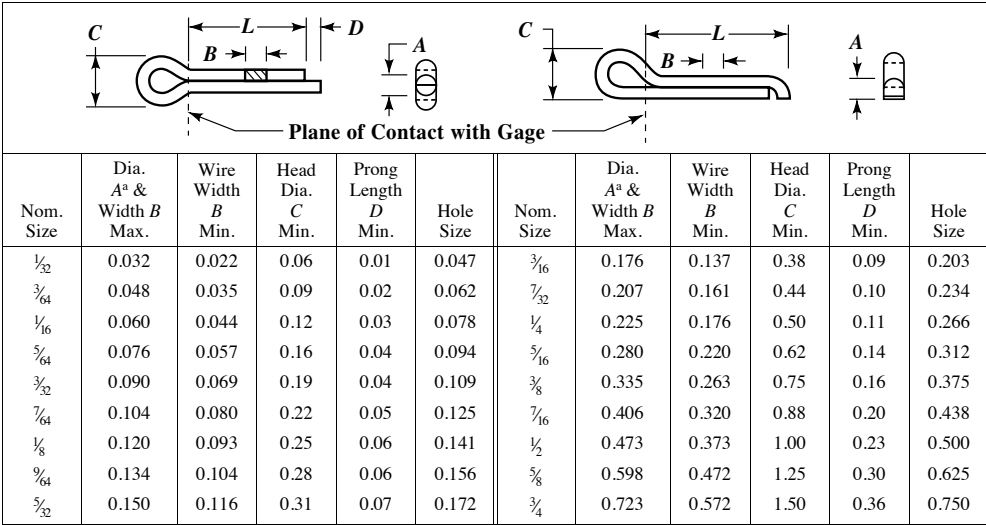 C L D B A C L B A
Plane of Contact with Gage
Nom. Size Dia. Aᵃ & Width B Max. Wire Width B Min. Head Dia. C Min. Prong Length D Min. Hole Size Nom. Size Dia. Aᵃ & Width B Max. Wire Width B Min. Head Dia. C Min. Prong Length D Min. Hole Size
1/32 0.032 0.022 0.06 0.01 0.047 3/16 0.176 0.137 0.38 0.09 0.203
3/64 0.048 0.035 0.09 0.02 0.062 7/32 0.207 0.161 0.44 0.10 0.234
1/16 0.060 0.044 0.12 0.03 0.078 1/4 0.225 0.176 0.50 0.11 0.266
5/64 0.076 0.057 0.16 0.04 0.094 5/16 0.280 0.220 0.62 0.14 0.312
3/32 0.090 0.069 0.19 0.04 0.109 3/8 0.335 0.263 0.75 0.16 0.375
7/64 0.104 0.080 0.22 0.05 0.125 7/16 0.406 0.320 0.88 0.20 0.438
1/8 0.120 0.093 0.25 0.06 0.141 1/2 0.473 0.373 1.00 0.23 0.500
9/64 0.134 0.104 0.28 0.06 0.156 5/8 0.598 0.472 1.25 0.30 0.625
5/32 0.150 0.116 0.31 0.07 0.172 3/4 0.723 0.572 1.50 0.36 0.750